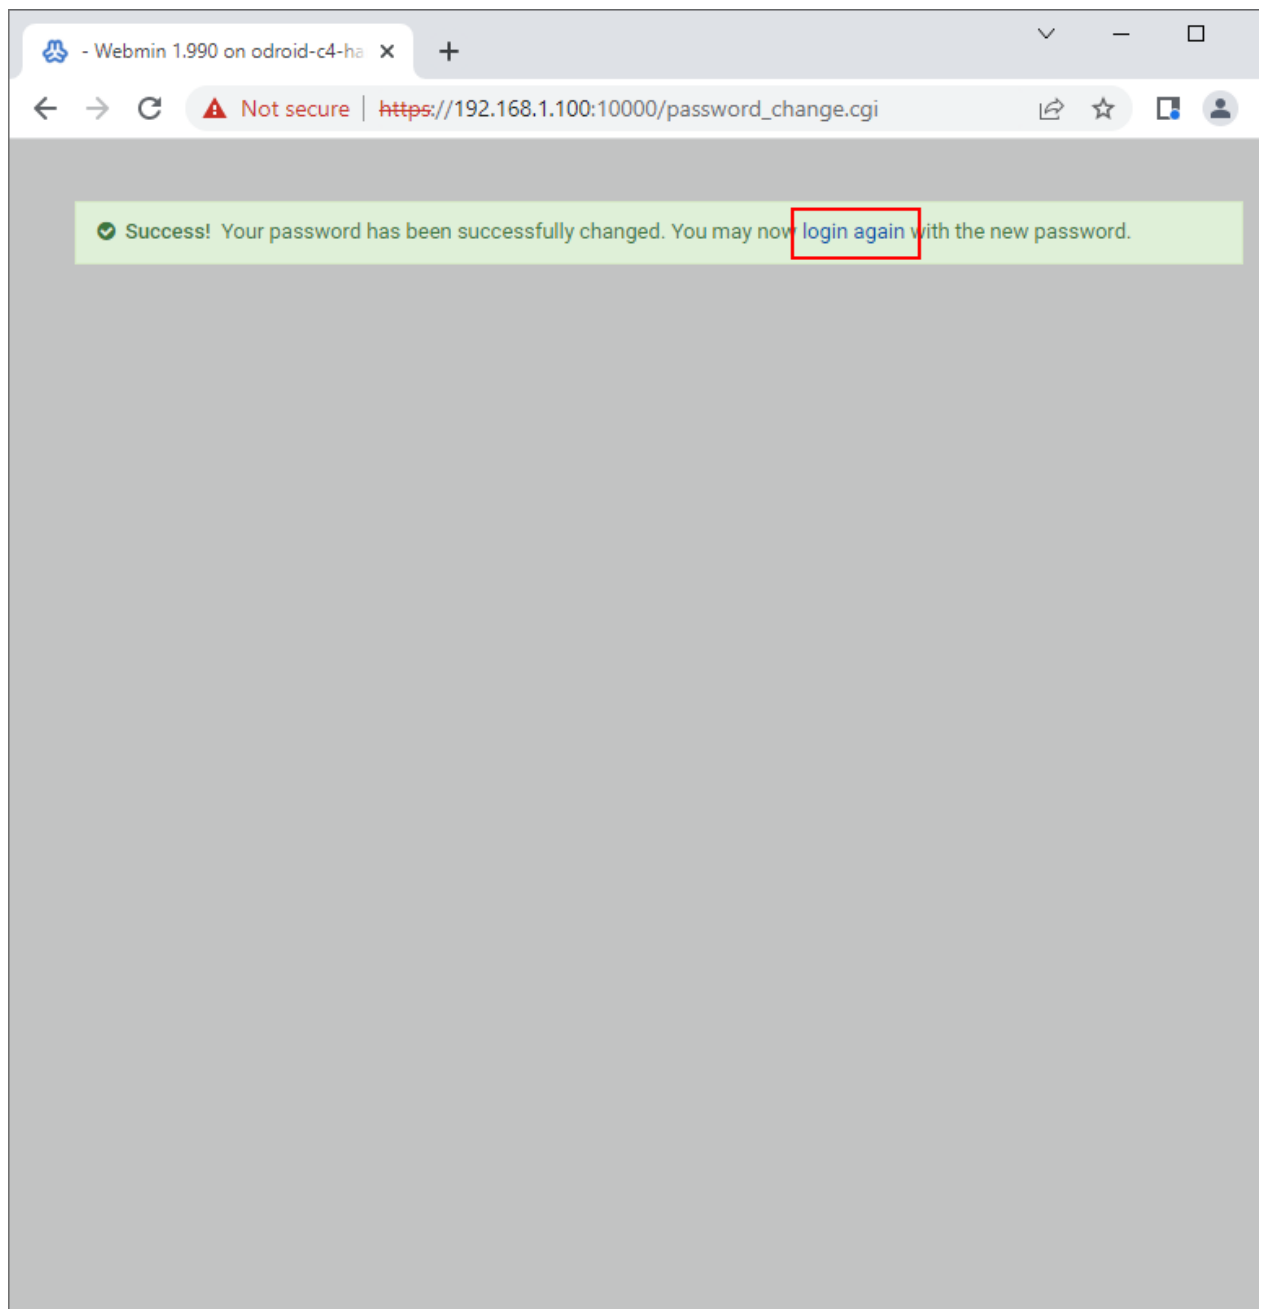 - Webmin 1.990 on odroid-c4-ha
Not secure | https://192.168.1.100:10000/password_change.cgi
Success! Your password has been successfully changed. You may now login again with the new password.